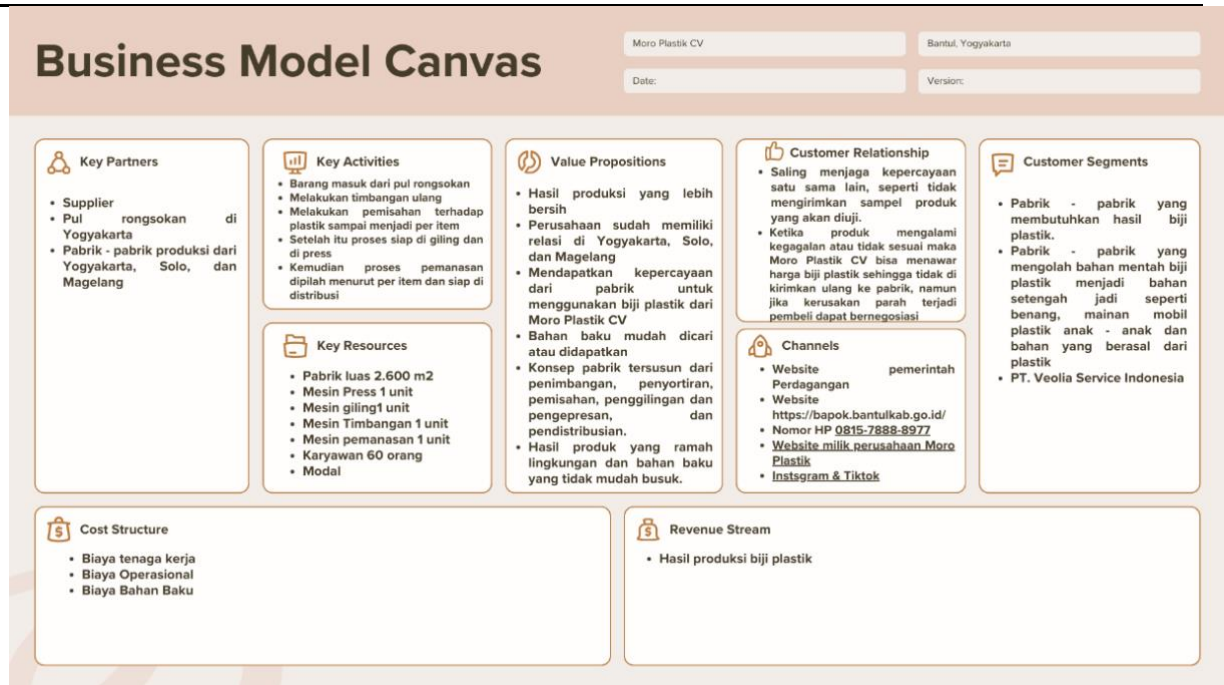 Business Model Canvas
Moro Plastik CV
Bantul, Yogyakarta
Date:
Version:
Key Partners
• Supplier
• Pul rongsokan di
Yogyakarta
• Pabrik - pabrik produksi dari
Yogyakarta, Solo, dan
Magelang
Key Activities
• Barang masuk dari pul rongsokan
• Melakukan timbangan ulang
• Melakukan pemisahan terhadap
plastik sampai menjadi per item
• Setelah itu proses siap di giling dan
di press
• Kemudian proses pemanasan
dipilah menurut per item dan siap di
distribusi
Key Resources
• Pabrik luas 2.600 m2
• Mesin Press 1 unit
• Mesin giling1 unit
• Mesin Timbangan 1 unit
• Mesin pemanasan 1 unit
• Karyawan 60 orang
• Modal
Value Propositions
• Hasil produksi yang lebih
bersih
• Perusahaan sudah memiliki
relasi di Yogyakarta, Solo,
dan Magelang
• Mendapatkan kepercayaan
dari pabrik untuk
menggunakan biji plastik dari
Moro Plastik CV
• Bahan baku mudah dicari
atau didapatkan
• Konsep pabrik tersusun dari
penimbangan, penyortiran,
pemisahan, penggilingan dan
pengepresan, dan
pendistribusian.
• Hasil produk yang ramah
lingkungan dan bahan baku
yang tidak mudah busuk.
Customer Relationship
• Saling menjaga kepercayaan
satu sama lain, seperti tidak
mengirimkan sampel produk
yang akan diuji.
• Ketika produk mengalami
kegagalan atau tidak sesuai maka
Moro Plastik CV bisa menawar
harga biji plastik sehingga tidak di
kirimkan ulang ke pabrik, namun
jika kerusakan parah terjadi
pembeli dapat bernegosiasi
Channels
• Website pemerintah
Perdagangan
• Website
https://bapok.bantulkab.go.id/
• Nomor HP 0815-7888-8977
• Website milik perusahaan Moro
Plastik
• Instsgram & Tiktok
Customer Segments
• Pabrik - pabrik yang
membutuhkan hasil biji
plastik.
• Pabrik - pabrik yang
mengolah bahan mentah biji
plastik menjadi bahan
setengah jadi seperti
benang, mainan mobil
plastik anak - anak dan
bahan yang berasal dari
plastik
• PT. Veolia Service Indonesia
Cost Structure
• Biaya tenaga kerja
• Biaya Operasional
• Biaya Bahan Baku
Revenue Stream
• Hasil produksi biji plastik